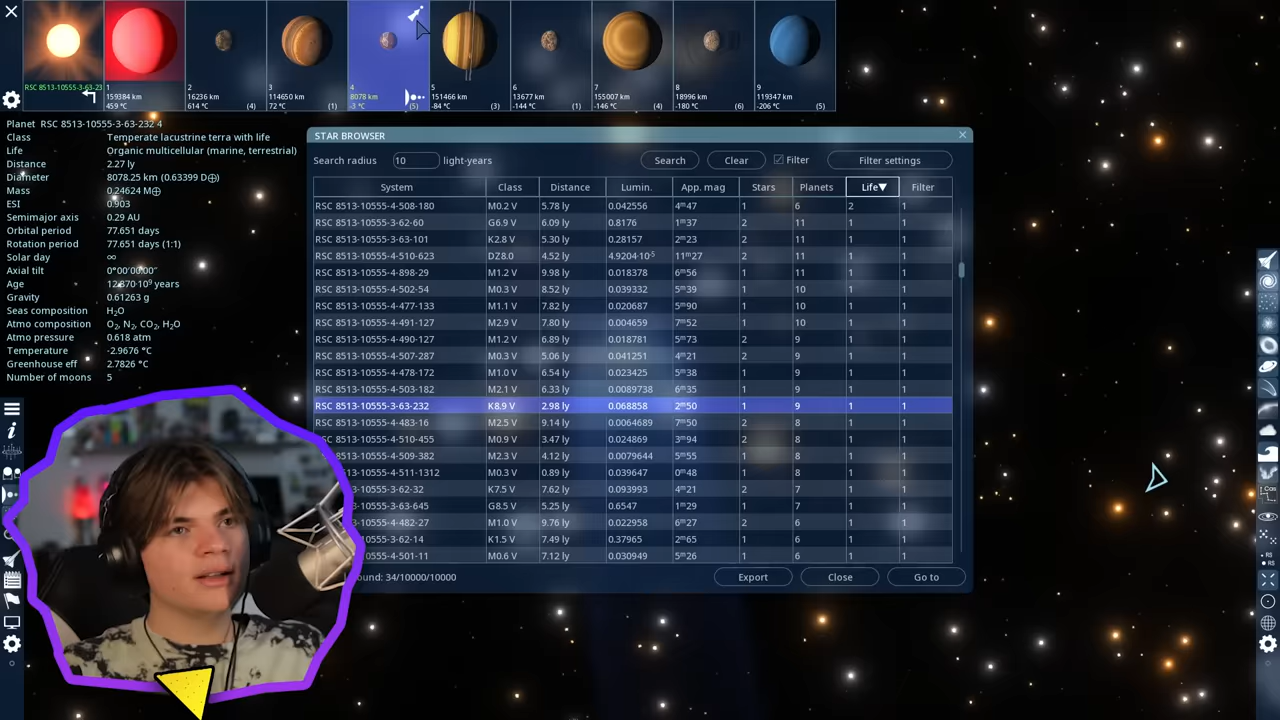 RSC 8513-10555-3-63-23
1
159384 km
459 ℃
2
16236 km
614 ℃ (4)
3
114650 km
72 ℃ (1)
4
8078 km
-3 ℃ (5)
5
151466 km
-84 ℃ (2)
6
13677 km
-144 ℃ (1)
7
155007 km
-146 ℃ (4)
8
18996 km
-180 ℃ (6)
9
119347 km
-206 ℃ (5)
Planet RSC 8513-10555-3-63-232 4
Class Temperate lacustrine terra with life
Life Organic multicellular (marine, terrestrial)
Distance 2.27 ly
Diameter 8078.25 km (0.63399 D⊕)
Mass 0.24624 M⊕
ESI 0.903
Semimajor axis 0.29 AU
Orbital period 77.651 days
Rotation period 77.651 days (1:1)
Solar day ∞
Axial tilt 0°00′00″00″
Age 12.870·10⁹ years
Gravity 0.61263 g
Seas composition H₂O
Atmo composition O₂, N₂, CO₂, H₂O
Atmo pressure 0.618 atm
Temperature -2.9676 °C
Greenhouse eff 2.7826 °C
Number of moons 5
STAR BROWSER
Search radius 10 light-years Search Clear Filter Filter settings
System Class Distance Lumin. App. mag Stars Planets Life▼ Filter
RSC 8513-10555-4-508-180 M0.2 V 5.78 ly 0.042556 4ᵐ47 1 6 2 1
RSC 8513-10555-3-62-60 G6.9 V 6.09 ly 0.8176 1ᵐ37 2 11 1 1
RSC 8513-10555-3-63-101 K2.8 V 5.30 ly 0.28157 2ᵐ23 2 11 1 1
RSC 8513-10555-4-510-623 DZ8.0 4.52 ly 4.9204·10⁻⁵ 11ᵐ27 2 11 1 1
RSC 8513-10555-4-898-29 M1.2 V 9.98 ly 0.018378 6ᵐ56 1 11 1 1
RSC 8513-10555-4-502-54 M0.3 V 8.52 ly 0.039332 5ᵐ39 1 10 1 1
RSC 8513-10555-4-477-133 M1.1 V 7.82 ly 0.020687 5ᵐ90 1 10 1 1
RSC 8513-10555-4-491-127 M2.9 V 7.80 ly 0.004659 7ᵐ52 1 10 1 1
RSC 8513-10555-4-490-127 M1.2 V 6.89 ly 0.018781 5ᵐ73 2 9 1 1
RSC 8513-10555-4-507-287 M0.3 V 5.06 ly 0.041251 4ᵐ21 2 9 1 1
RSC 8513-10555-4-478-172 M1.0 V 6.54 ly 0.023425 5ᵐ38 1 9 1 1
RSC 8513-10555-4-503-182 M2.1 V 6.33 ly 0.0089738 6ᵐ35 1 9 1 1
RSC 8513-10555-3-63-232 K8.9 V 2.98 ly 0.068858 2ᵐ50 1 9 1 1
RSC 8513-10555-4-483-16 M2.5 V 9.14 ly 0.0064689 7ᵐ50 2 8 1 1
RSC 8513-10555-4-510-455 M0.9 V 3.47 ly 0.024869 3ᵐ94 2 8 1 1
8513-10555-4-509-382 M2.3 V 4.12 ly 0.0079644 5ᵐ55 1 8 1 1
3-10555-4-511-1312 M0.3 V 0.89 ly 0.039647 0ᵐ48 1 8 1 1
-10555-3-62-32 K7.5 V 7.62 ly 0.093993 4ᵐ21 2 7 1 1
-10555-3-63-645 G8.5 V 5.25 ly 0.6547 1ᵐ29 1 7 1 1
-10555-4-482-27 M1.0 V 9.76 ly 0.022958 6ᵐ27 2 6 1 1
-10555-3-62-14 K1.5 V 7.49 ly 0.37965 2ᵐ65 1 6 1 1
0555-4-501-11 M0.6 V 7.12 ly 0.030949 5ᵐ26 1 6 1 1
ound: 34/10000/10000 Export Close Go to